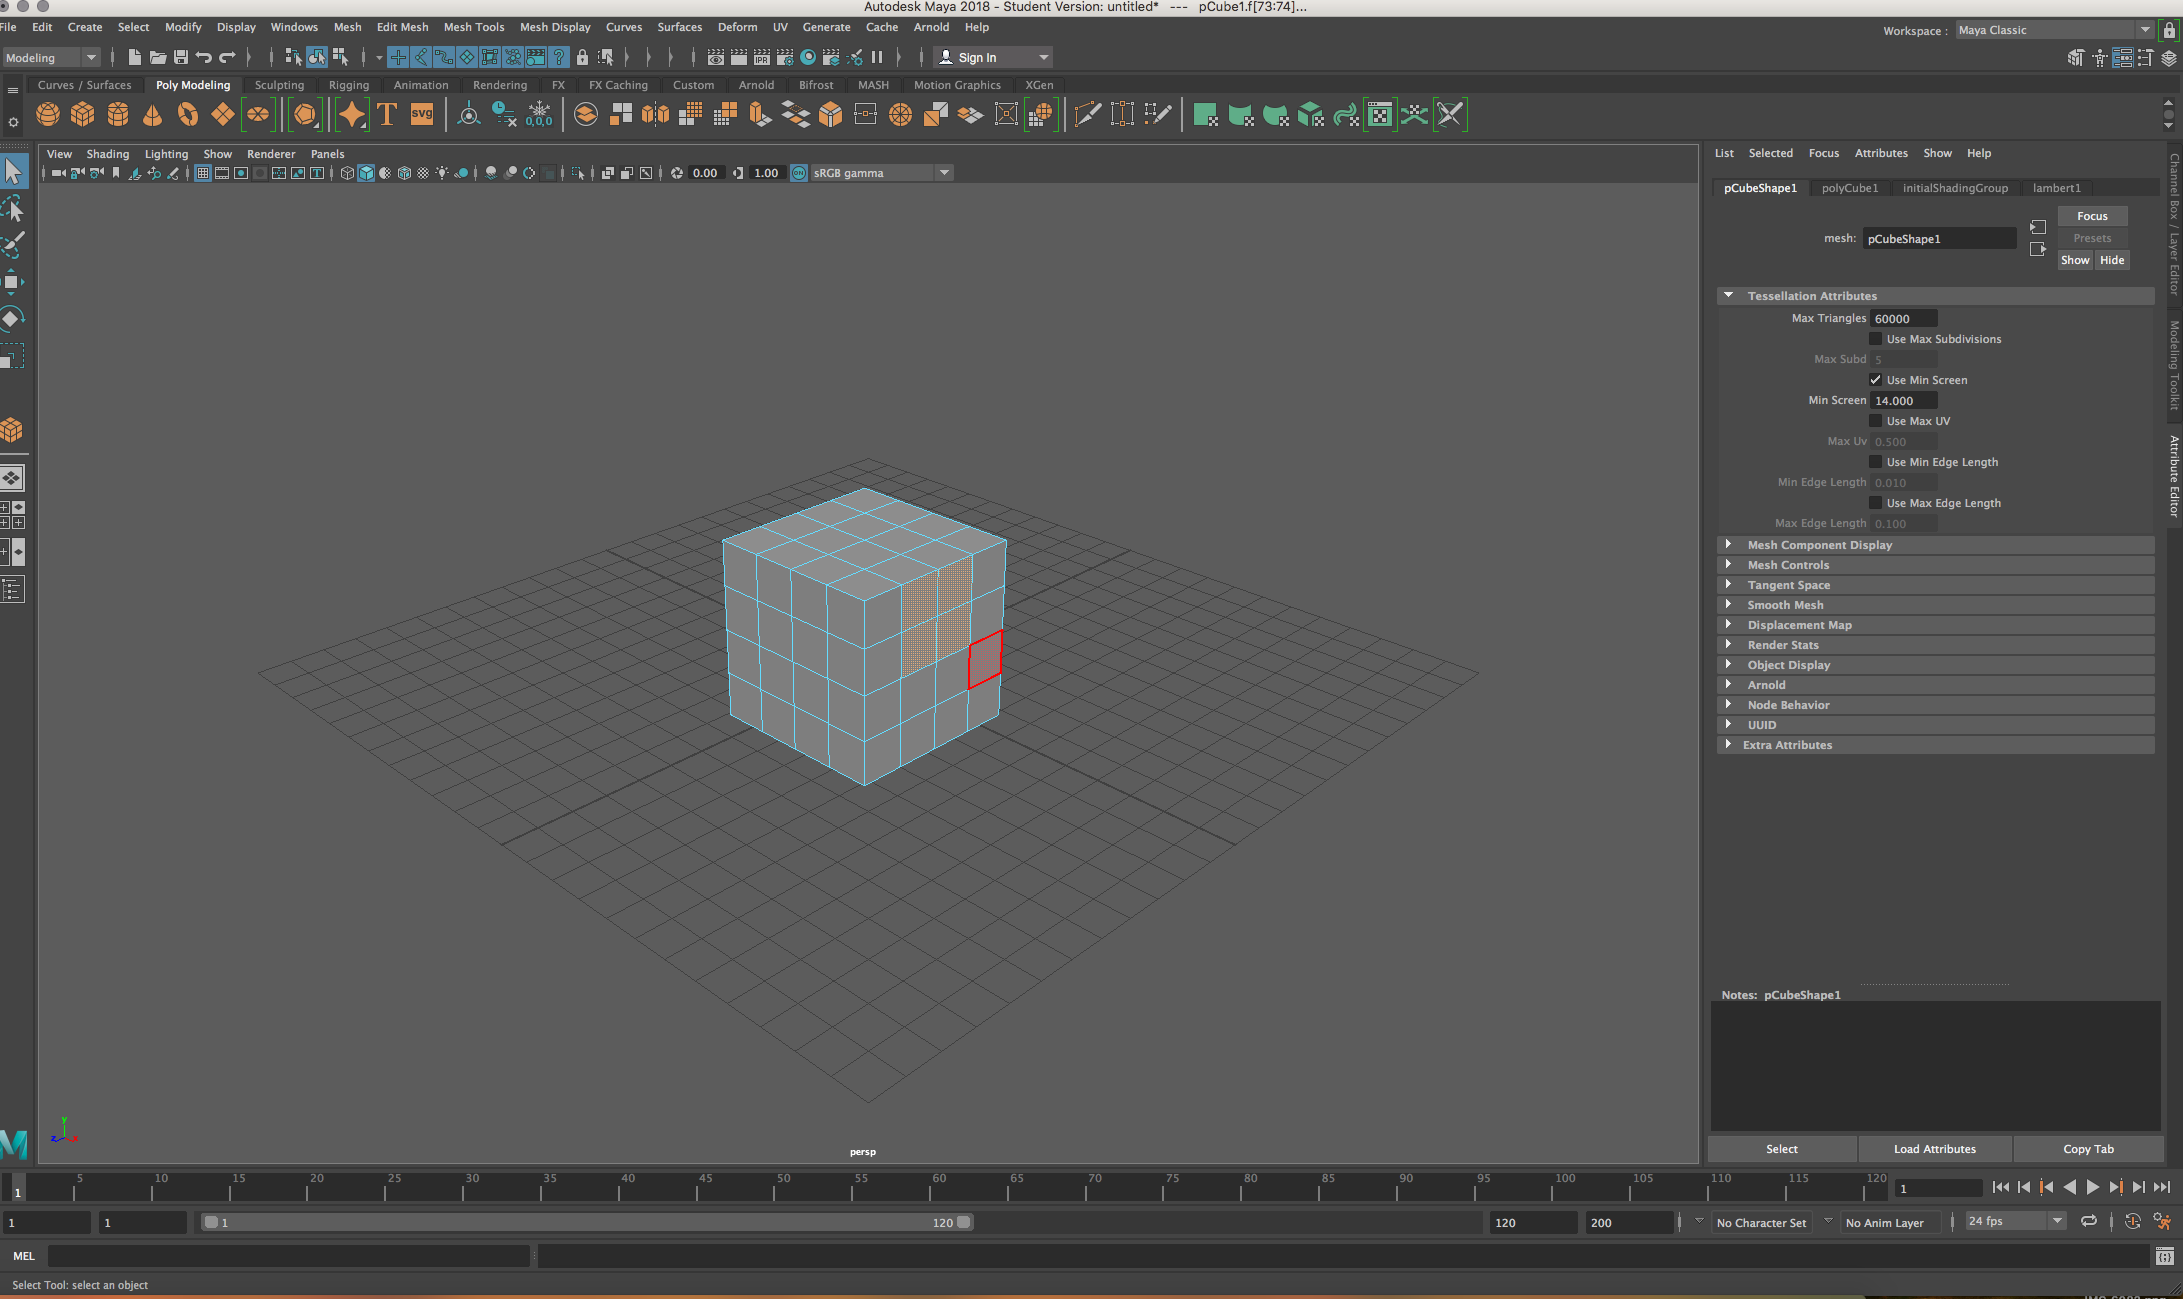 Autodesk Maya 2018 - Student Version: untitled*   ---   pCube1.f[73:74]...
File Edit Create Select Modify Display Windows Mesh Edit Mesh Mesh Tools Mesh Display Curves Surfaces Deform UV Generate Cache Arnold Help
Workspace : Maya Classic
Modeling
IPR
Sign In
Curves / Surfaces Poly Modeling Sculpting Rigging Animation Rendering FX FX Caching Custom Arnold Bifrost MASH Motion Graphics XGen
T SVG 0,0,0
View Shading Lighting Show Renderer Panels
0.00 1.00 ON sRGB gamma
List Selected Focus Attributes Show Help
pCubeShape1 polyCube1 initialShadingGroup lambert1
Focus
mesh: pCubeShape1
Presets
Show Hide
Tessellation Attributes
Max Triangles 60000
Use Max Subdivisions
Max Subd 5
Use Min Screen
Min Screen 14.000
Use Max UV
Max Uv 0.500
Use Min Edge Length
Min Edge Length 0.010
Use Max Edge Length
Max Edge Length 0.100
Mesh Component Display
Mesh Controls
Tangent Space
Smooth Mesh
Displacement Map
Render Stats
Object Display
Arnold
Node Behavior
UUID
Extra Attributes
Channel Box / Layer Editor
Modeling Toolkit
Attribute Editor
Notes: pCubeShape1
Select Load Attributes Copy Tab
y
z x
persp
M
5 10 15 20 25 30 35 40 45 50 55 60 65 70 75 80 85 90 95 100 105 110 115 120
1 1
1 1 1 120 120 200 No Character Set No Anim Layer 24 fps
MEL
Select Tool: select an object